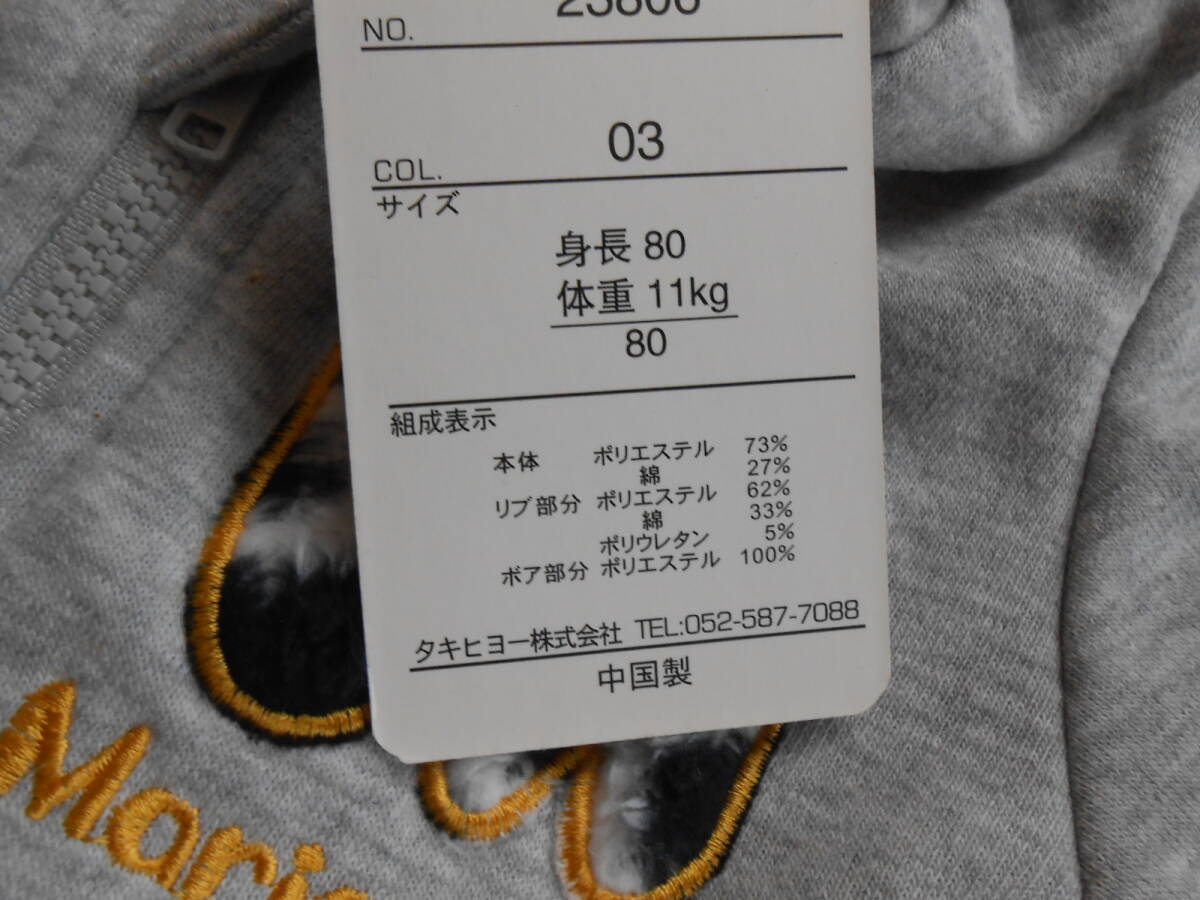 NO. 23806
COL. 03
サイズ
身長 80
体重 11kg
80
組成表示
本体 ポリエステル 73%
綿 27%
リブ部分 ポリエステル 62%
綿 33%
ポリウレタン 5%
ボア部分 ポリエステル 100%
タキヒヨー株式会社 TEL:052-587-7088
中国製